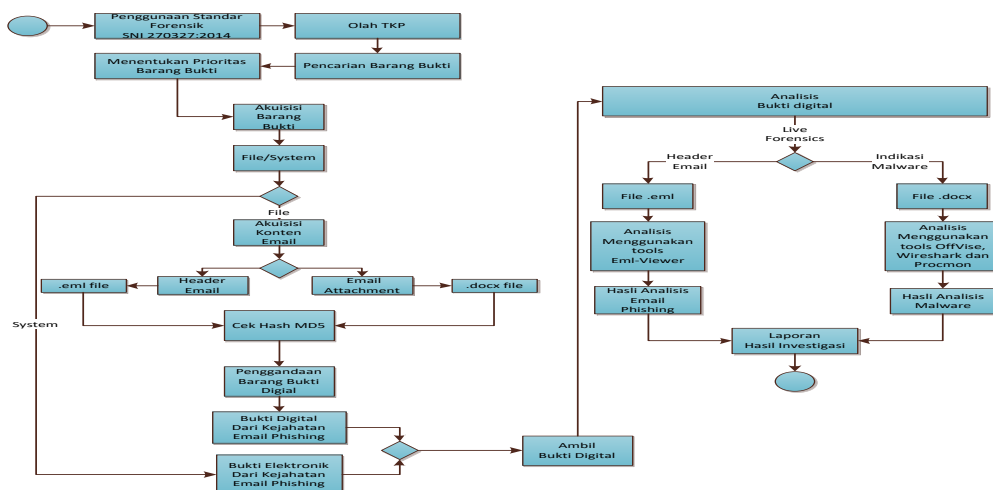 Penggunaan Standar
Forensik
SNI 270327:2014
Olah TKP
Menentukan Prioritas
Barang Bukti
Pencarian Barang Bukti
Akuisisi
Barang
Bukti
File/System
File
Akuisisi
Konten
Email
.eml file
Header
Email
Email
Attachment
.docx file
System
Cek Hash MD5
Penggandaan
Barang Bukti
Digial
Bukti Digital
Dari Kejahatan
Email Phishing
Bukti Elektronik
Dari Kejahatan
Email Phishing
Ambil
Bukti Digital
Analisis
Bukti digital
Live
Forensics
Header
Email
Indikasi
Malware
File .eml
File .docx
Analisis
Menggunakan
tools
Eml-Viewer
Analisis
Menggunakan
tools OffVise,
Wireshark dan
Procmon
Hasli Analisis
Email
Phishing
Hasli Analisis
Malware
Laporan
Hasil Investigasi